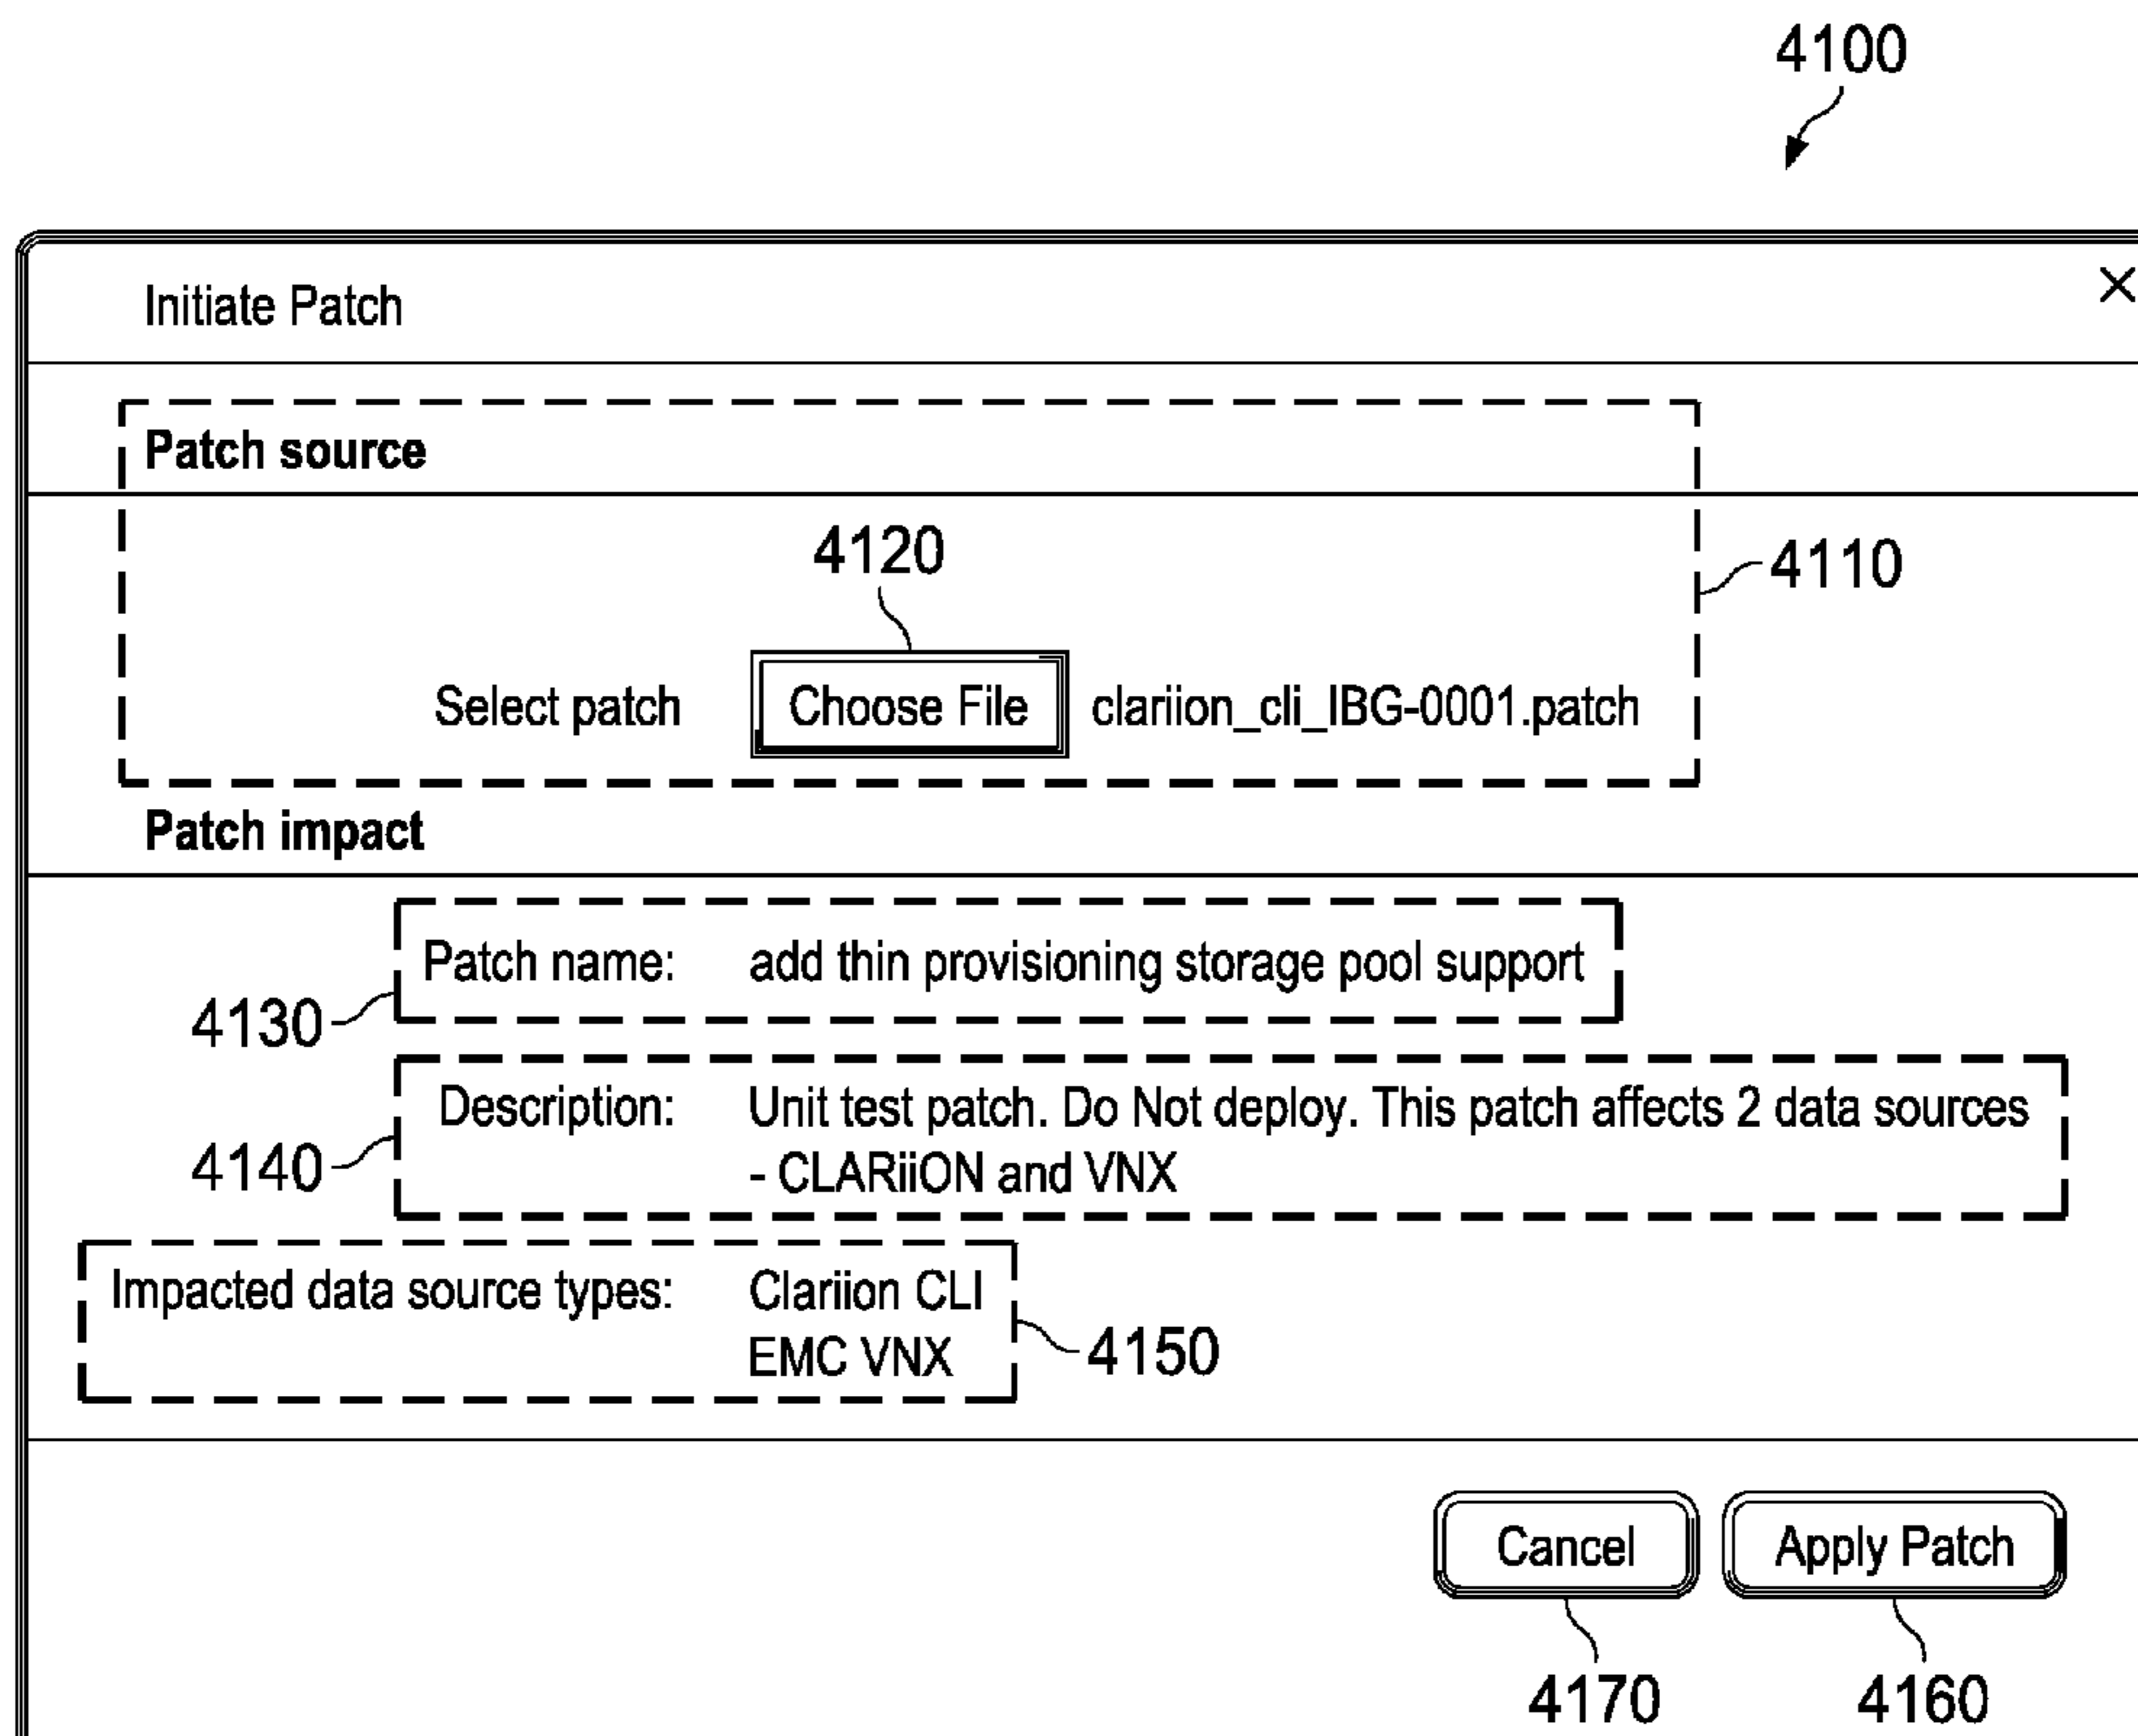 4100
Initiate Patch
Patch source
4120
4110
Select patch Choose File clariion_cli_IBG-0001.patch
Patch impact
Patch name: add thin provisioning storage pool support
4130
Description: Unit test patch. Do Not deploy. This patch affects 2 data sources
- CLARiiON and VNX
4140
Impacted data source types: Clariion CLI
EMC VNX
4150
Cancel Apply Patch
4170 4160